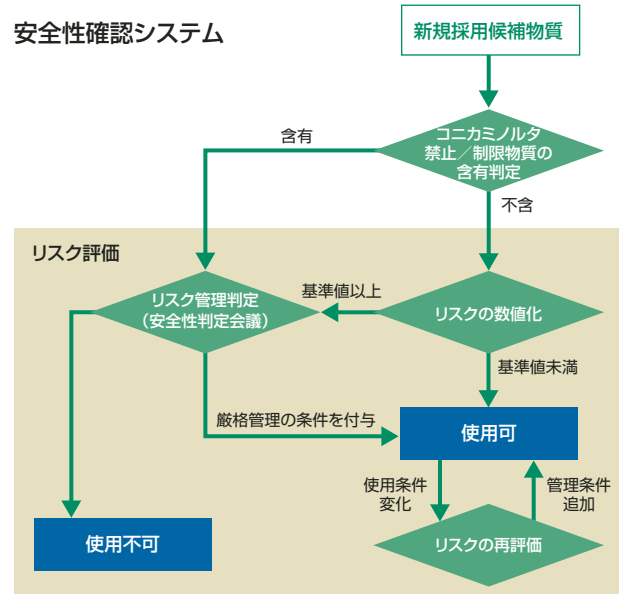 安全性確認システム
新規採用候補物質
コニカミノルタ
禁止／制限物質の
含有判定
含有
不含
リスク評価
リスク管理判定
（安全性判定会議）
基準値以上
リスクの数値化
基準値未満
厳格管理の条件を付与
使用可
使用条件
変化
管理条件
追加
使用不可
リスクの再評価